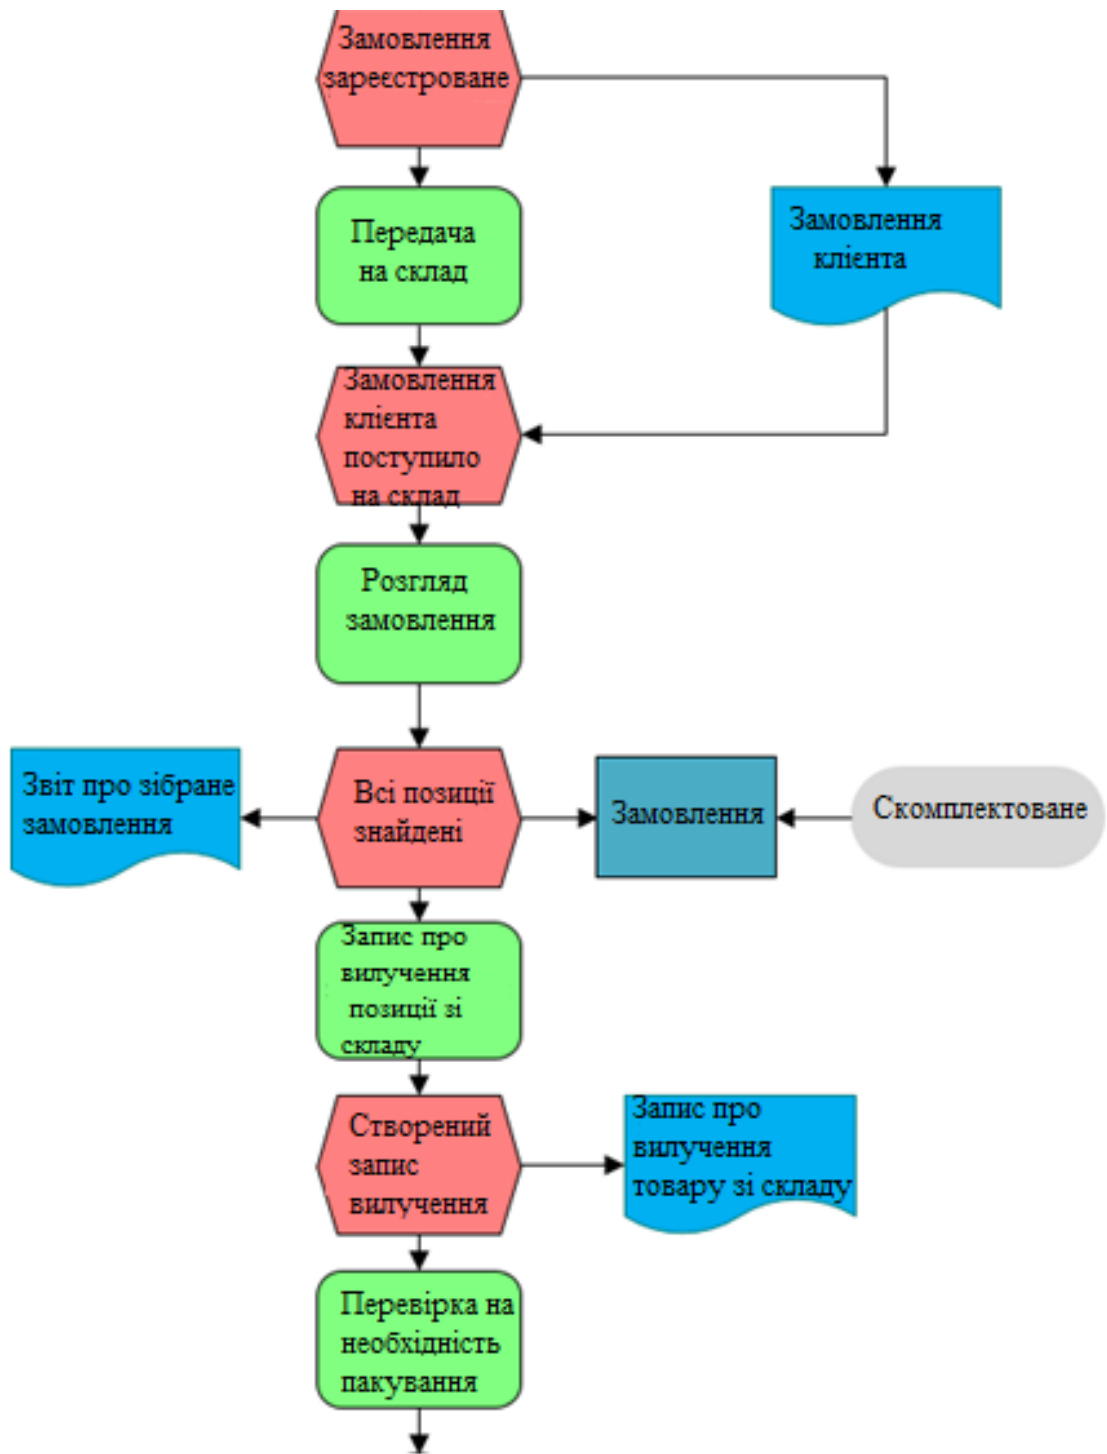 Замовлення
зареєстроване
Передача
на склад
Замовлення
клієнта
Замовлення
клієнта
поступило
на склад
Розгляд
замовлення
Звіт про зібране
замовлення
Всі позиції
знайдені
Замовлення
Скомплектоване
Запис про
вилучення
позиції зі
складу
Створений
запис
вилучення
Запис про
вилучення
товару зі складу
Перевірка на
необхідність
пакування